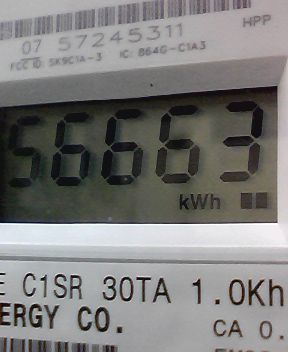 07 57245311 HPP
FCC ID: SK9C1A-3 IC: 864G-C1A3
56663
kWh
C1SR 30TA 1.0Kh
ERGY CO.
CA 0.